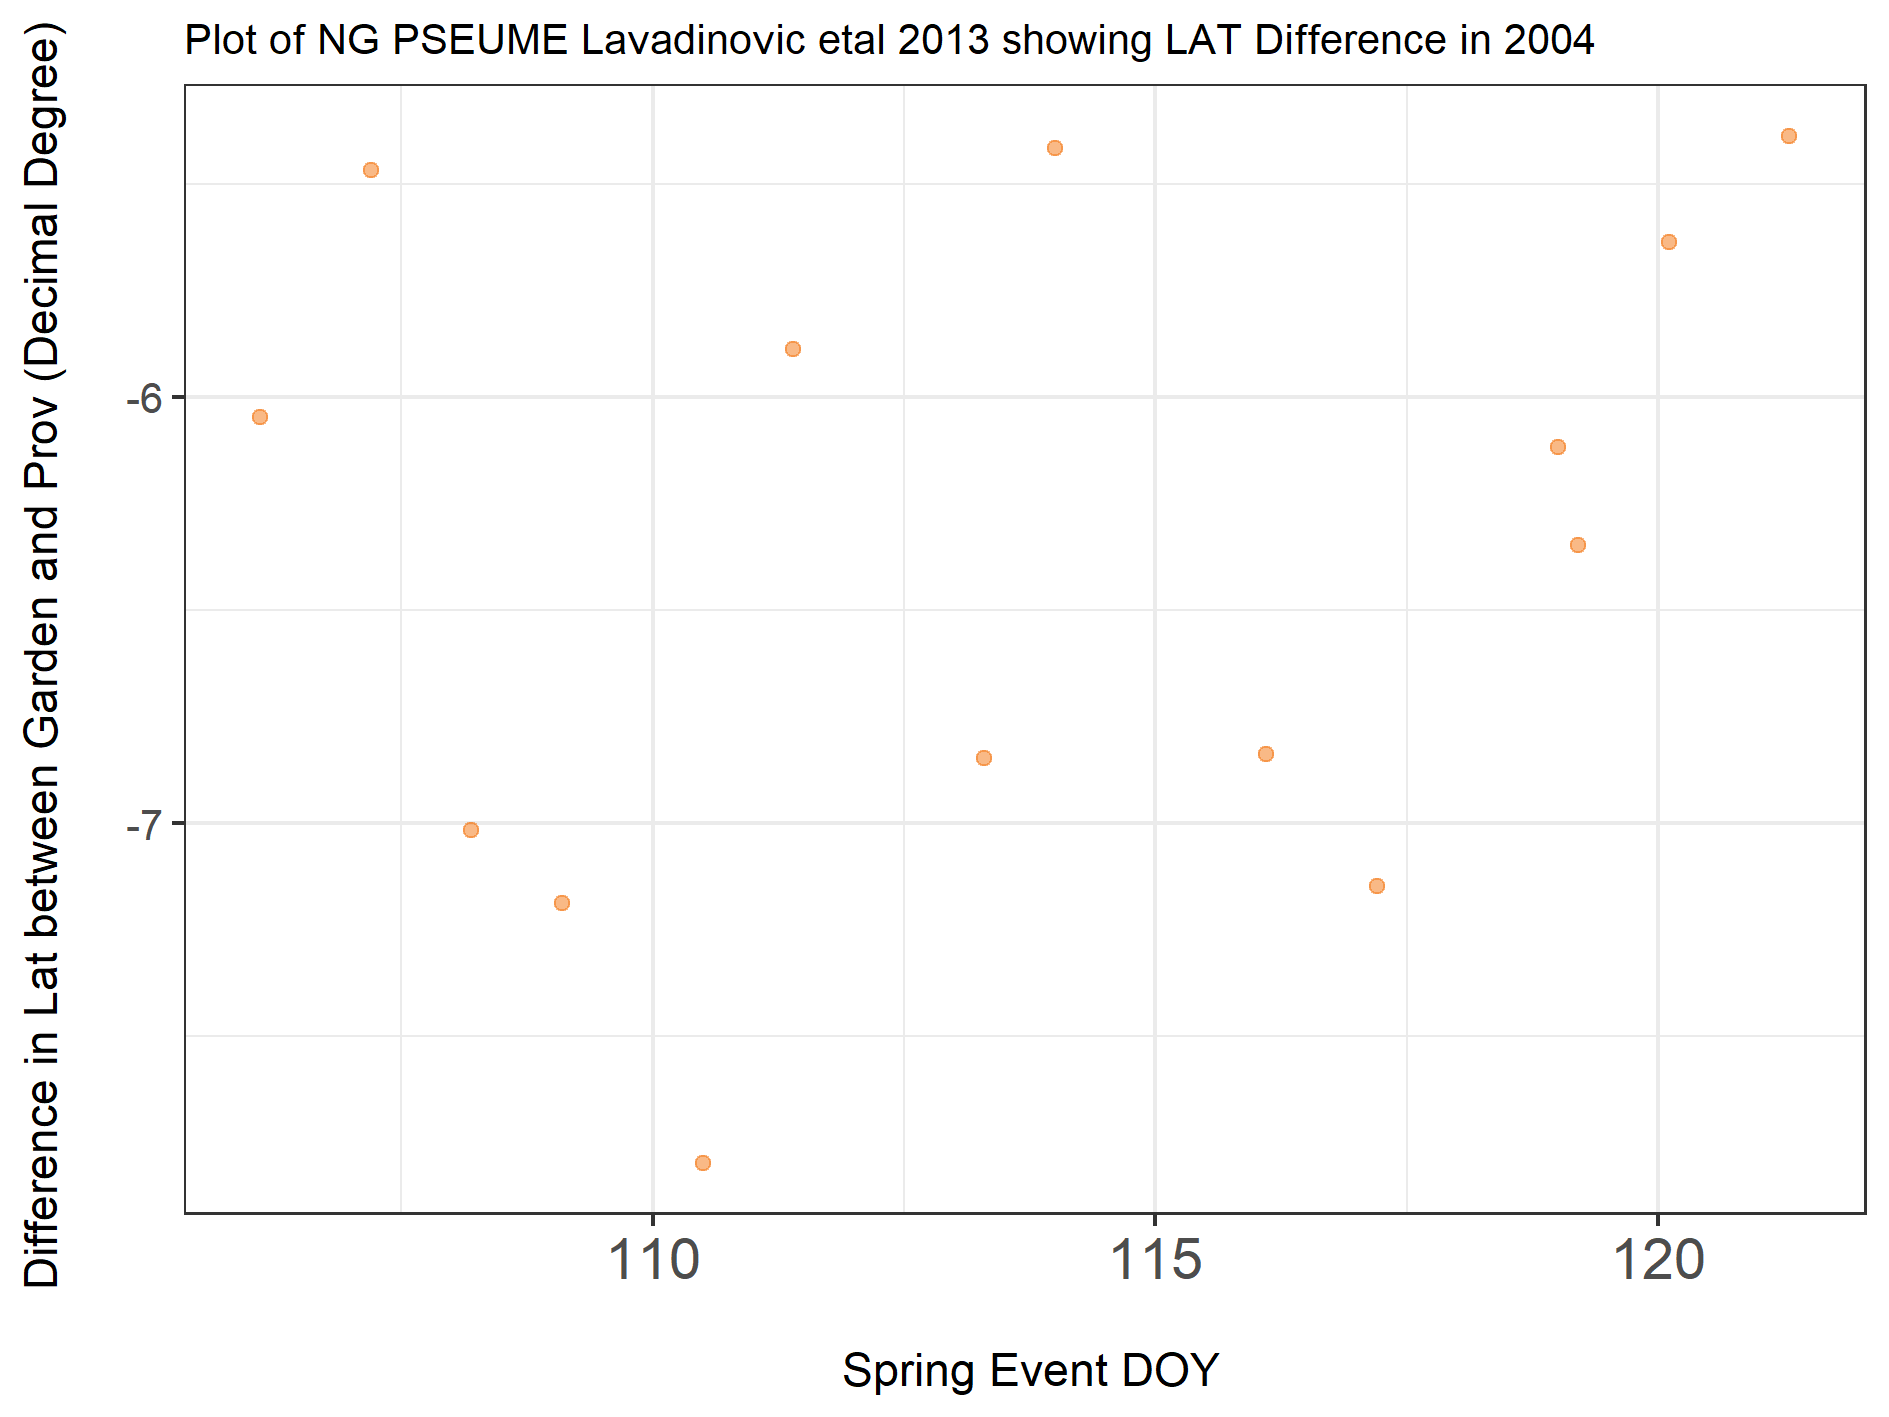 Plot of NG PSEUME Lavadinovic etal 2013 showing LAT Difference in 2004
Difference in Lat between Garden and Prov (Decimal Degree)
-6
-7
110
115
120
Spring Event DOY